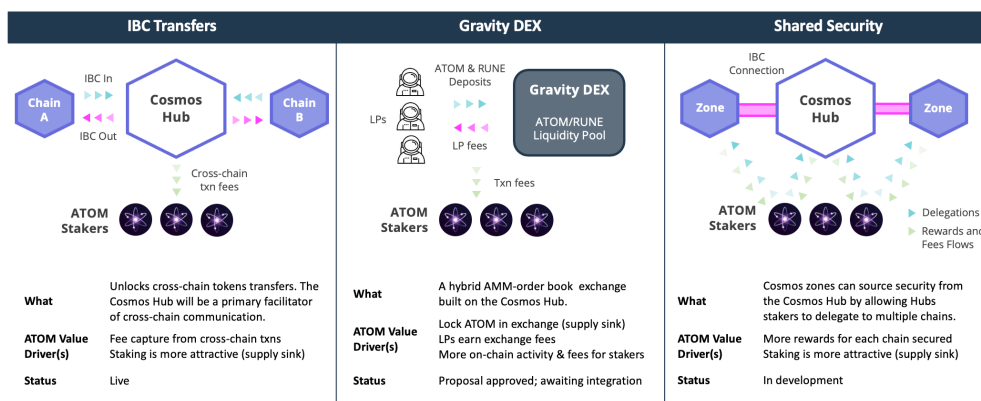 IBC Transfers
IBC In
Chain
A
Cosmos
Hub
Chain
B
IBC Out
Cross-chain
txn fees
ATOM
Stakers
What
Unlocks cross-chain tokens transfers. The
Cosmos Hub will be a primary facilitator
of cross-chain communication.
ATOM Value
Driver(s)
Fee capture from cross-chain txns
Staking is more attractive (supply sink)
Status
Live
Gravity DEX
ATOM & RUNE
Deposits
LPs
LP fees
Gravity DEX
ATOM/RUNE
Liquidity Pool
Txn fees
ATOM
Stakers
What
A hybrid AMM-order book exchange
built on the Cosmos Hub.
ATOM Value
Driver(s)
Lock ATOM in exchange (supply sink)
LPs earn exchange fees
More on-chain activity & fees for stakers
Status
Proposal approved; awaiting integration
Shared Security
IBC
Connection
Zone
Cosmos
Hub
Zone
ATOM
Stakers
Delegations
Rewards and
Fees Flows
What
Cosmos zones can source security from
the Cosmos Hub by allowing Hubs
stakers to delegate to multiple chains.
ATOM Value
Driver(s)
More rewards for each chain secured
Staking is more attractive (supply sink)
Status
In development